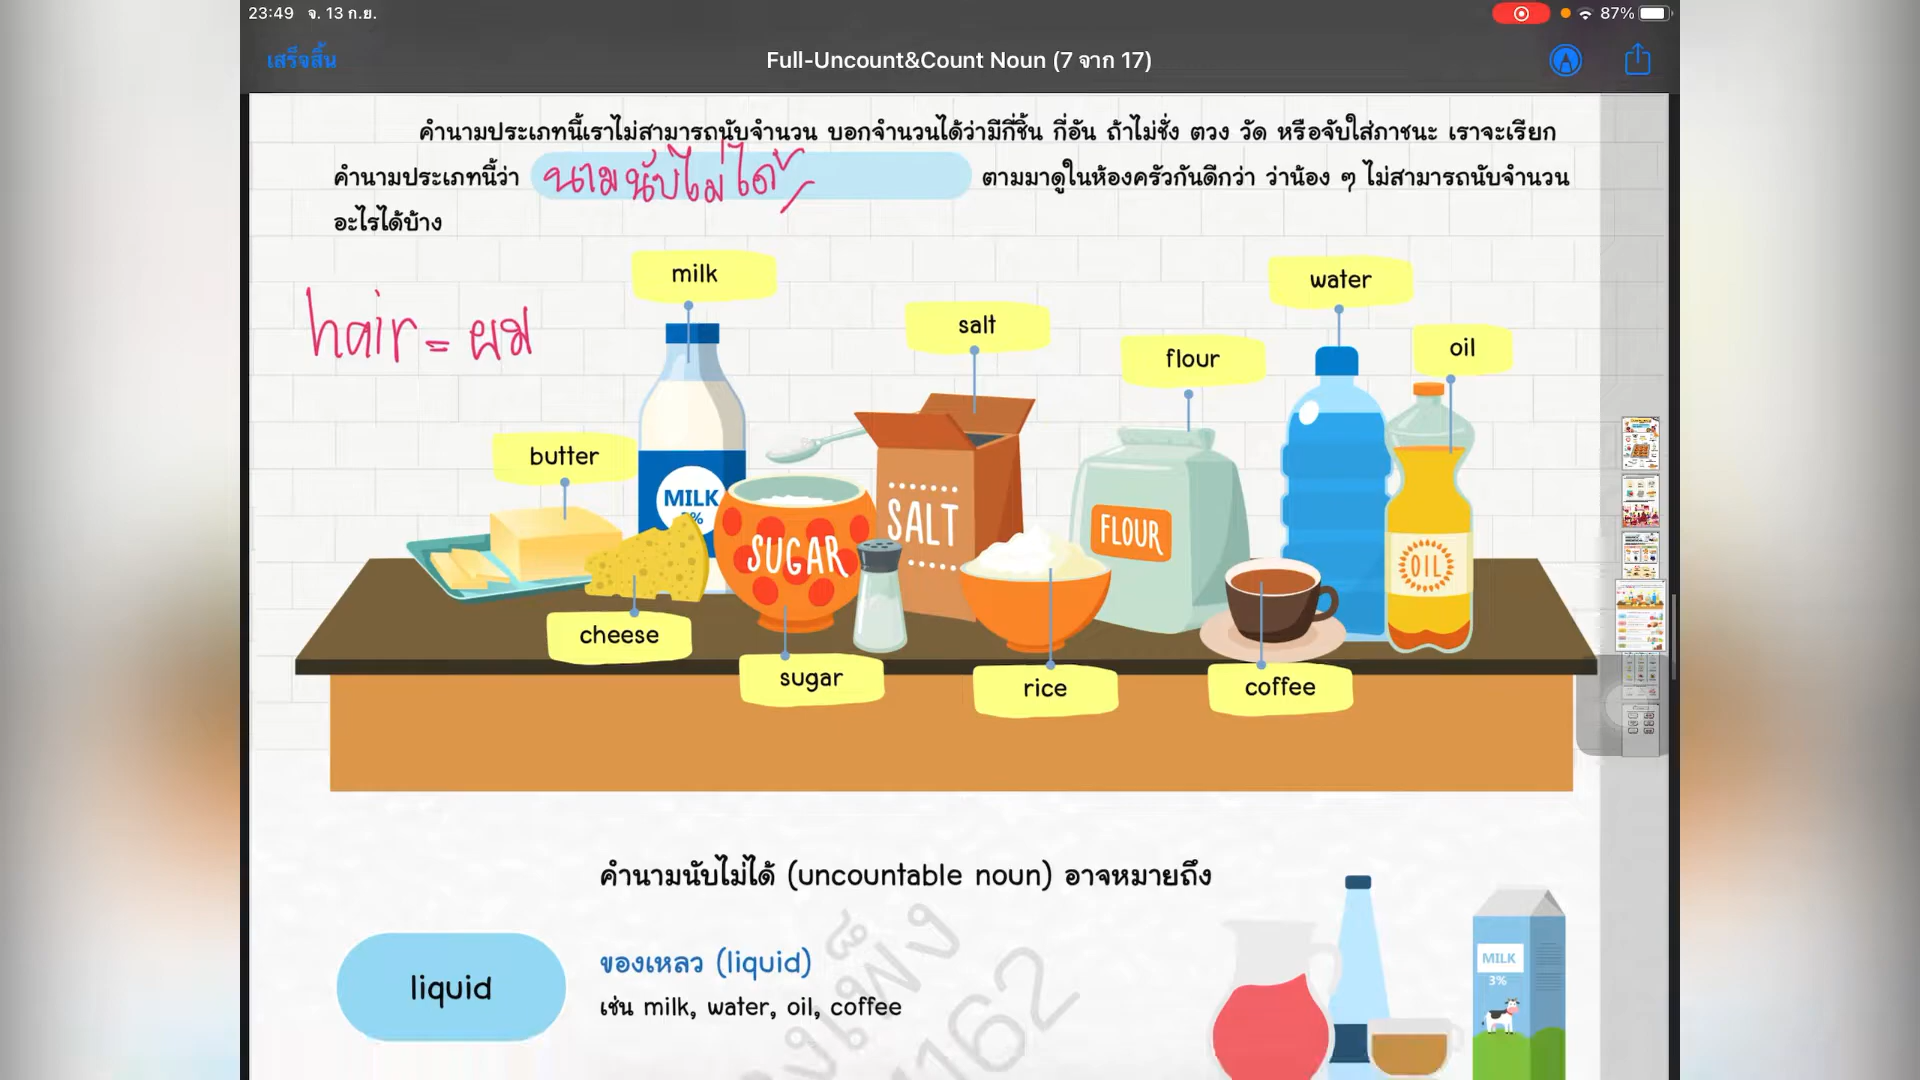 23:49 จ. 13 ก.ย.
87%
เสร็จสิ้น
Full-Uncount&Count Noun (7 จาก 17)
คำนามประเภทนี้เราไม่สามารถนับจำนวน บอกจำนวนได้ว่ามีกี่ชิ้น กี่อัน ถ้าไม่ชั่ง ตวง วัด หรือจับใส่ภาชนะ เราจะเรียก
คำนามประเภทนี้ว่า นามนับไม่ได้ ตามมาดูในห้องครัวกันดีกว่า ว่าน้อง ๆ ไม่สามารถนับจำนวน
อะไรได้บ้าง
hair = ผม
milk
salt
water
flour
oil
butter
MILK
SUGAR
SALT
FLOUR
OIL
cheese
sugar
rice
coffee
คำนามนับไม่ได้ (uncountable noun) อาจหมายถึง
liquid
ของเหลว (liquid)
เช่น milk, water, oil, coffee
MILK
3%